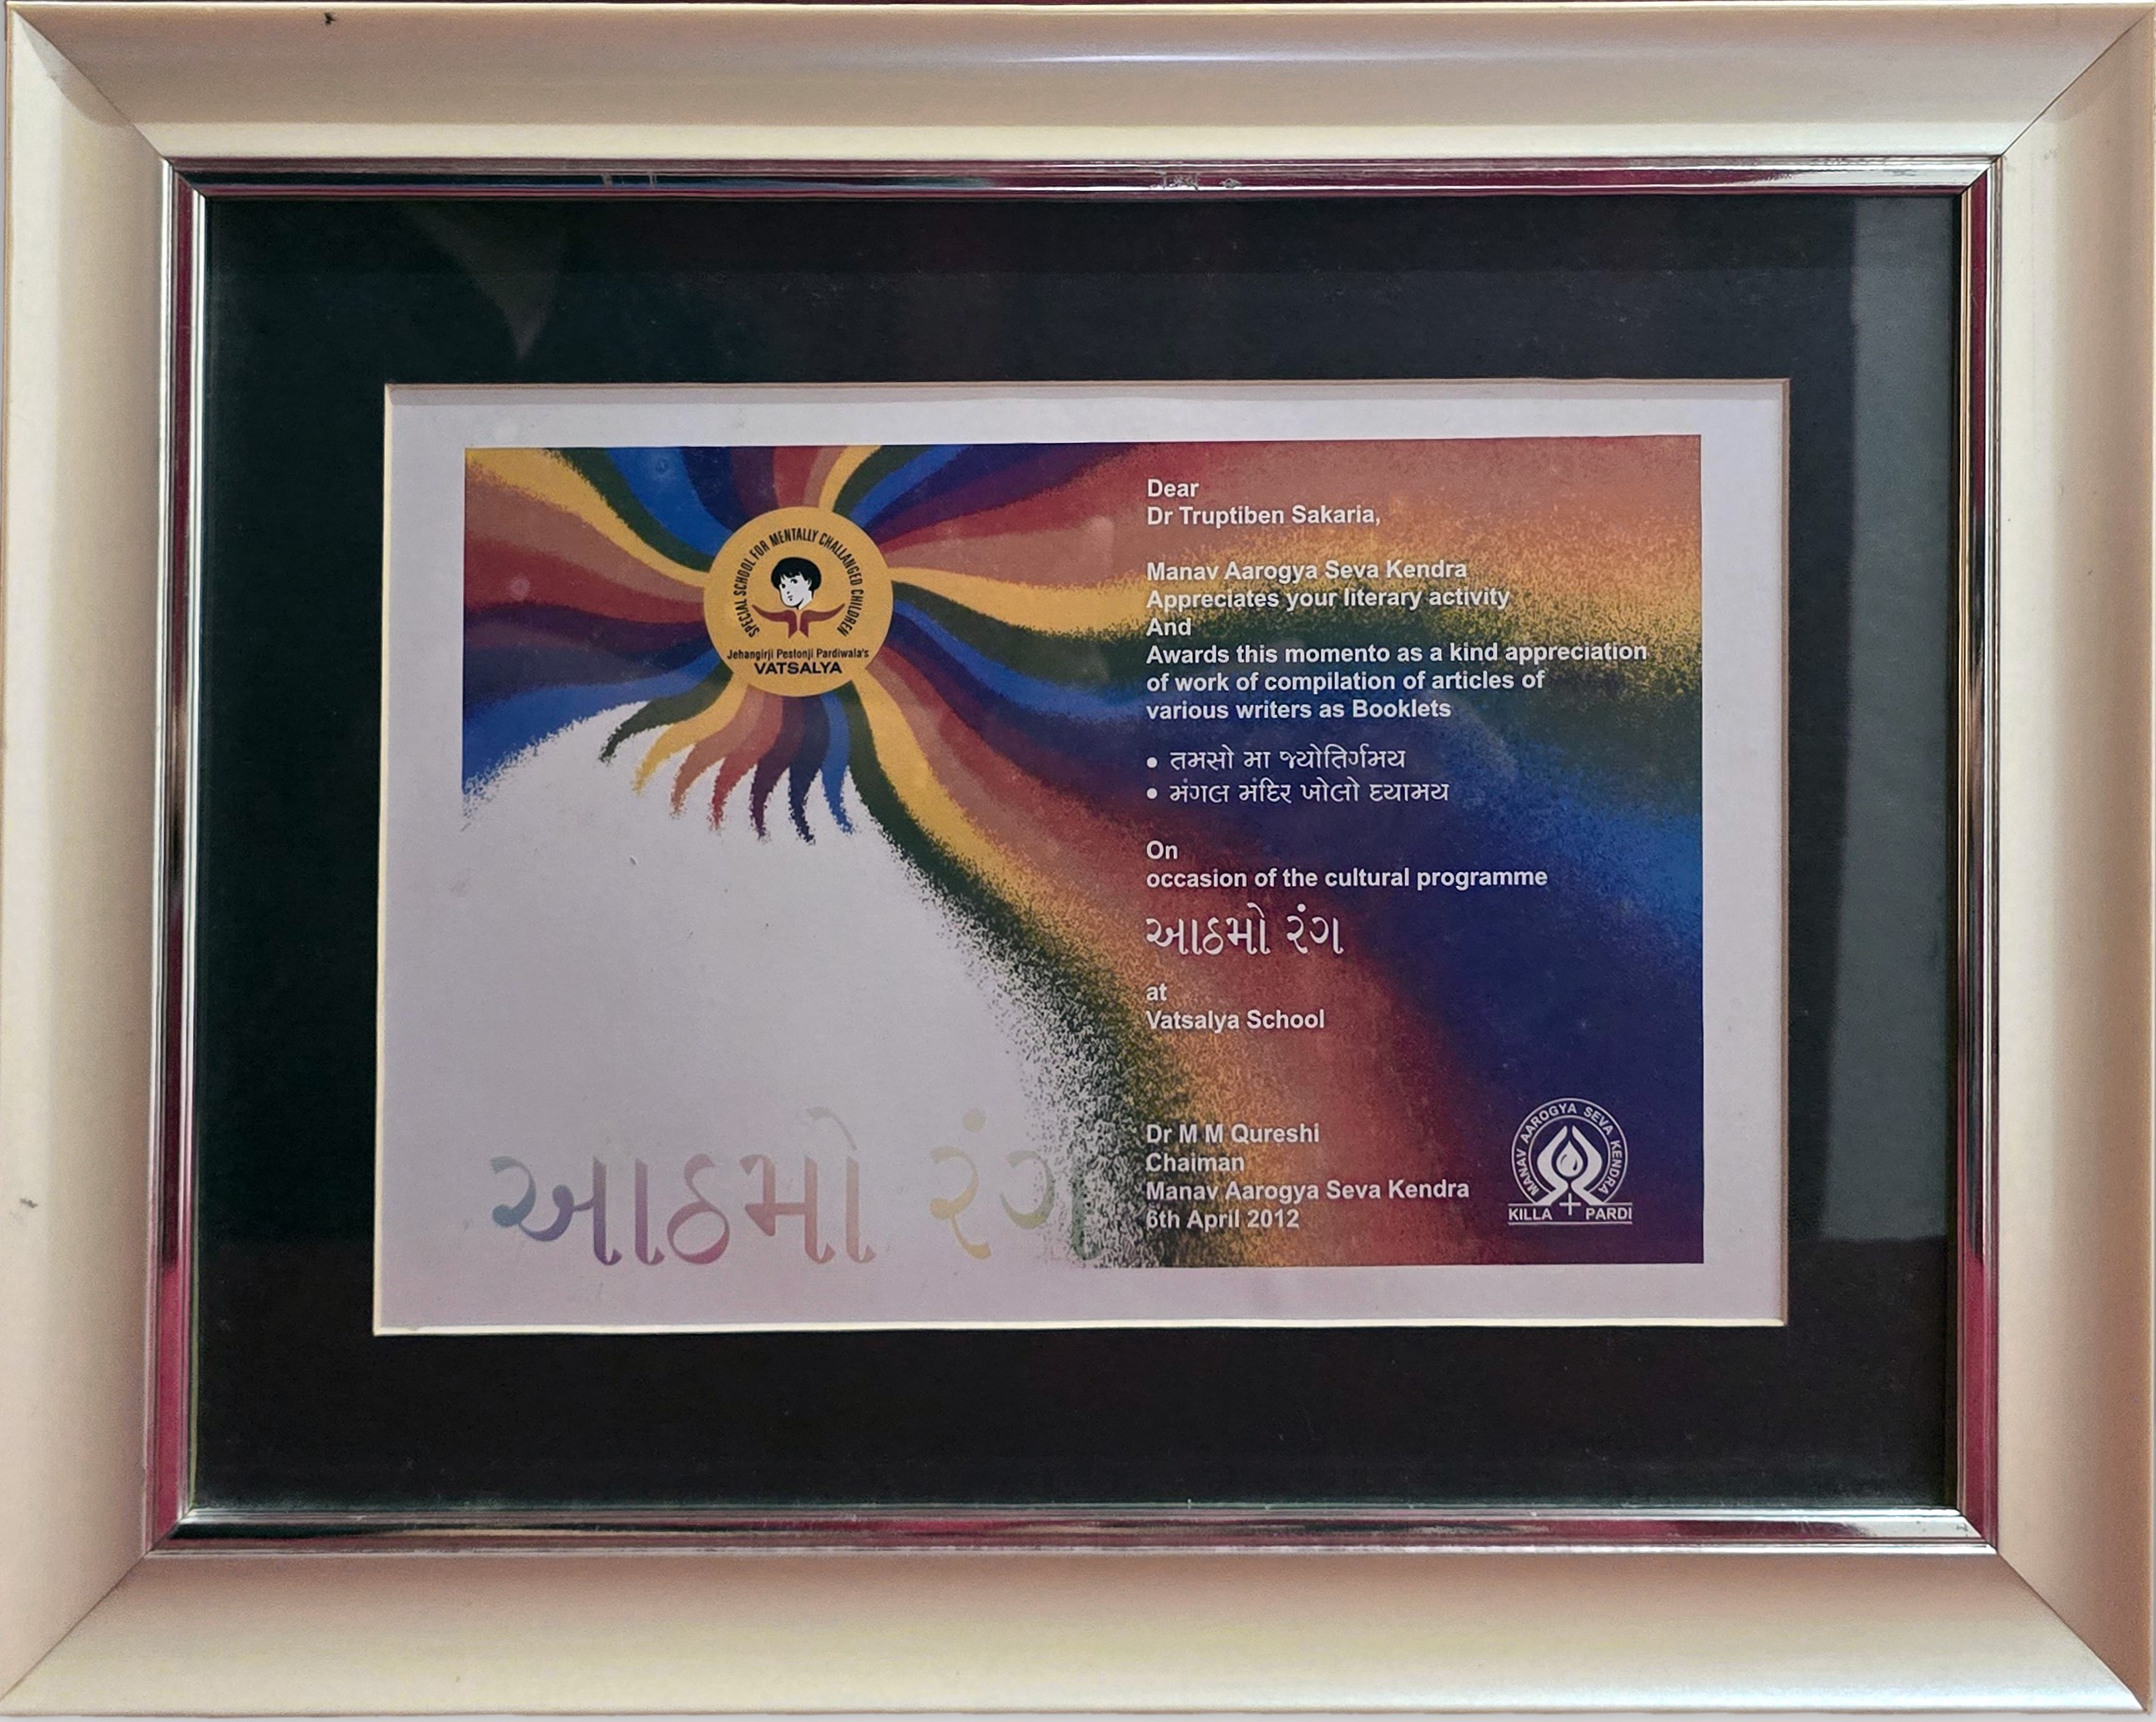 SPECIAL SCHOOL FOR MENTALLY CHALLANGED CHILDREN
Jehangirji Pestonji Pardiwala's
VATSALYA
Dear
Dr Truptiben Sakaria,
Manav Aarogya Seva Kendra
Appreciates your literary activity
And
Awards this momento as a kind appreciation
of work of compilation of articles of
various writers as Booklets
• તમસો મા જ્યોતિર્ગમય
• મંગલ મંદિર ખોલો દયામય
On
occasion of the cultural programme
આઠમો રંગ
at
Vatsalya School
Dr M M Qureshi
Chaiman
Manav Aarogya Seva Kendra
6th April 2012
MANAV AAROGYA SEVA KENDRA
KILLA PARDI
આઠમો રંગ